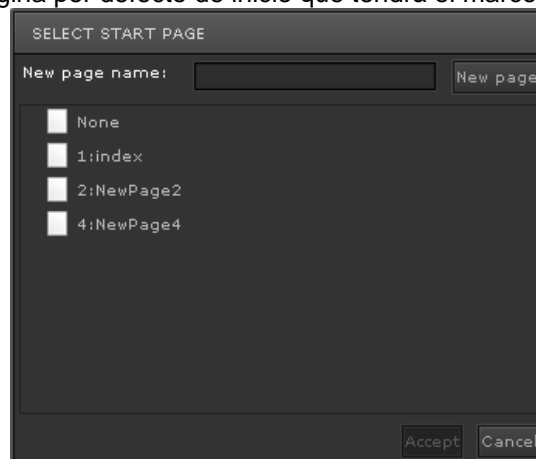 por defecto de inicio que tendrá el marco
SELECT START PAGE
New page name:
New page
None
1:index
2:NewPage2
4:NewPage4
Accept
Cancel